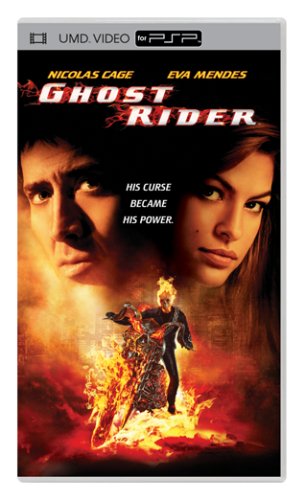 UMD. VIDEO for PSP
NICOLAS CAGE EVA MENDES
GHOST RIDER
HIS CURSE
BECAME
HIS POWER.